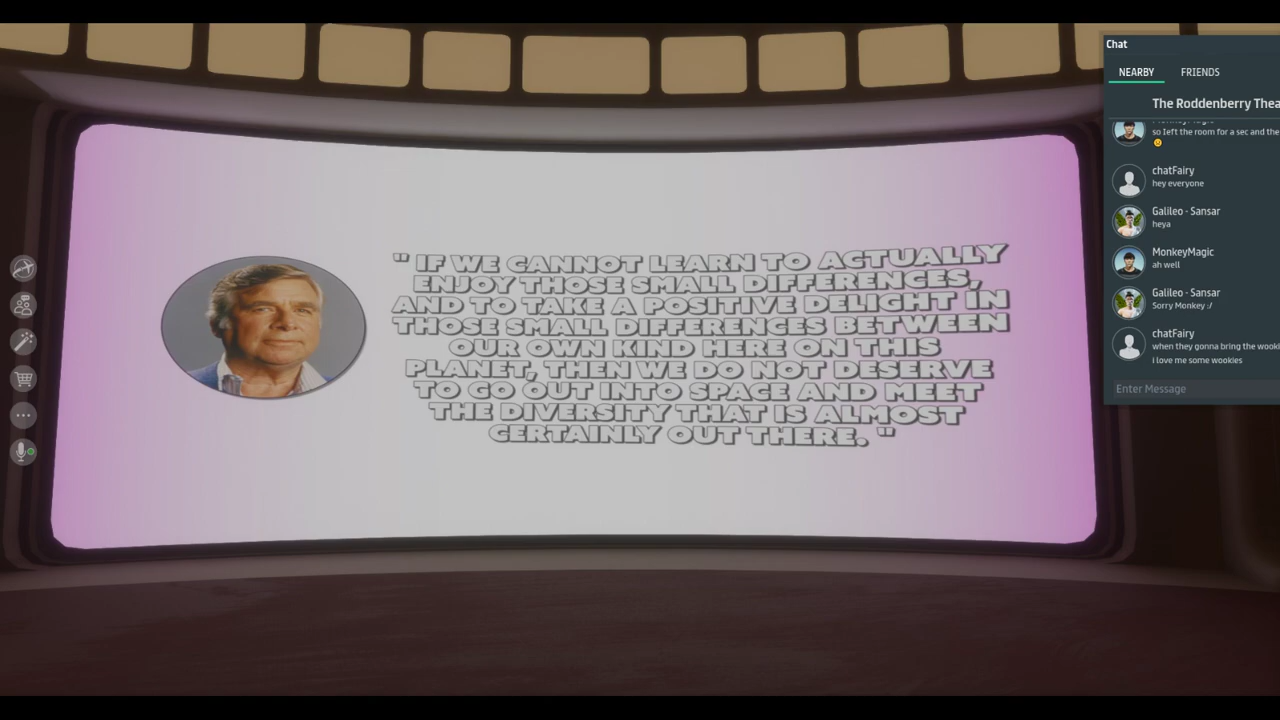 " IF WE CANNOT LEARN TO ACTUALLY
ENJOY THOSE SMALL DIFFERENCES,
AND TO TAKE A POSITIVE DELIGHT IN
THOSE SMALL DIFFERENCES BETWEEN
OUR OWN KIND HERE ON THIS
PLANET, THEN WE DO NOT DESERVE
TO GO OUT INTO SPACE AND MEET
THE DIVERSITY THAT IS ALMOST
CERTAINLY OUT THERE. "
Chat
NEARBY FRIENDS
The Roddenberry
so left the room for a sec and the
chatFairy
hey everyone
Galileo - Sansar
heya
MonkeyMagic
ah well
Galileo - Sansar
Sorry Monkey :/
chatFairy
when they gonna bring the
i love me some wookies
Enter Message